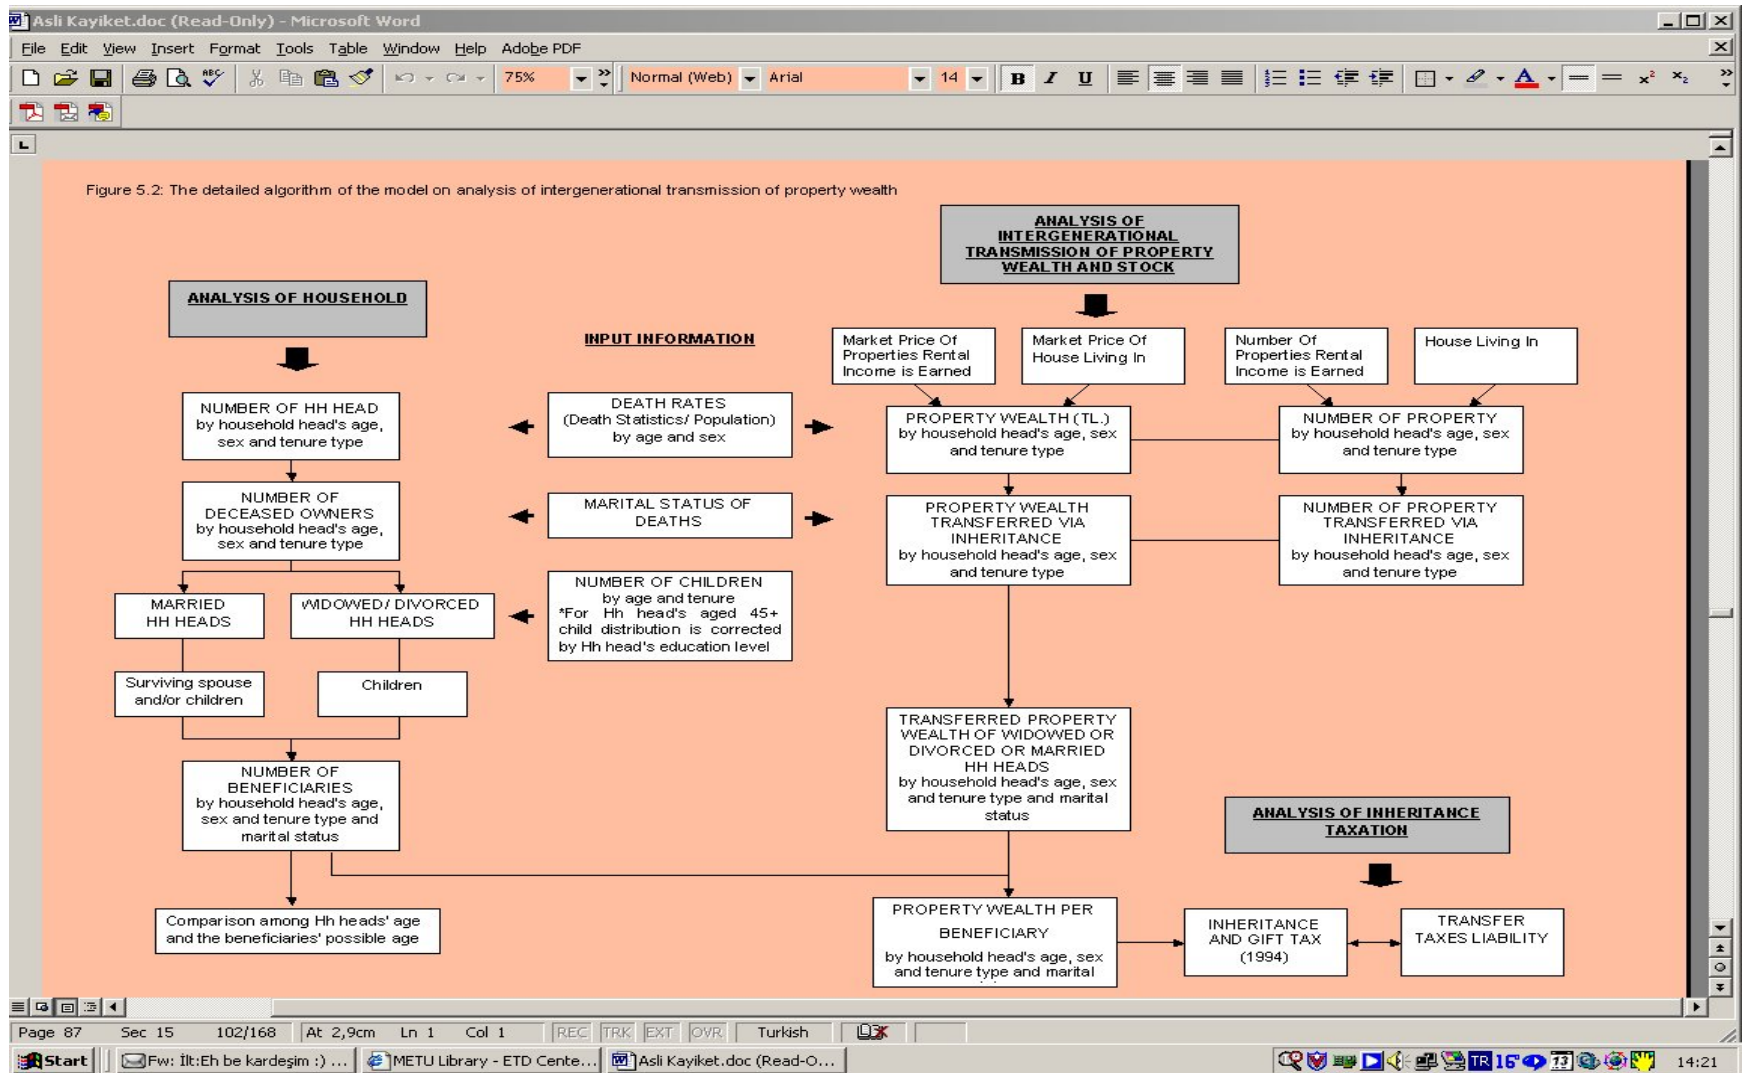 Asli Kayiket.doc (Read-Only) - Microsoft Word
File Edit View Insert Format Tools Table Window Help Adobe PDF
75% Normal (Web) Arial 14 B I U
Figure 5.2: The detailed algorithm of the model on analysis of intergenerational transmission of property wealth
ANALYSIS OF
INTERGENERATIONAL
TRANSMISSION OF PROPERTY
WEALTH AND STOCK
ANALYSIS OF HOUSEHOLD
INPUT INFORMATION
Market Price Of
Properties Rental
Income is Earned
Market Price Of
House Living In
Number Of
Properties Rental
Income is Earned
House Living In
NUMBER OF HH HEAD
by household head's age,
sex and tenure type
DEATH RATES
(Death Statistics/ Population)
by age and sex
PROPERTY WEALTH (TL.)
by household head's age, sex
and tenure type
NUMBER OF PROPERTY
by household head's age, sex
and tenure type
NUMBER OF
DECEASED OWNERS
by household head's age,
sex and tenure type
MARITAL STATUS OF
DEATHS
PROPERTY WEALTH
TRANSFERRED VIA
INHERITANCE
by household head's age, sex
and tenure type
NUMBER OF PROPERTY
TRANSFERRED VIA
INHERITANCE
by household head's age, sex
and tenure type
MARRIED
HH HEADS
WIDOWED/ DIVORCED
HH HEADS
NUMBER OF CHILDREN
by age and tenure
*For Hh head's aged 45+
child distribution is corrected
by Hh head's education level
Surviving spouse
and/or children
Children
NUMBER OF
BENEFICIARIES
by household head's age,
sex and tenure type and
marital status
TRANSFERRED PROPERTY
WEALTH OF WIDOWED OR
DIVORCED OR MARRIED
HH HEADS
by household head's age, sex
and tenure type and marital
status
ANALYSIS OF INHERITANCE
TAXATION
Comparison among Hh heads' age
and the beneficiaries' possible age
PROPERTY WEALTH PER
BENEFICIARY
by household head's age, sex
and tenure type and marital
INHERITANCE
AND GIFT TAX
(1994)
TRANSFER
TAXES LIABILITY
Page 87 Sec 15 102/168 At 2,9cm Ln 1 Col 1 REC TRK EXT OVR Turkish
Start Fw: İlt:Eh be kardeşim :) ... METU Library - ETD Cente... Asli Kayiket.doc (Read-O... TR 16° 13 14:21